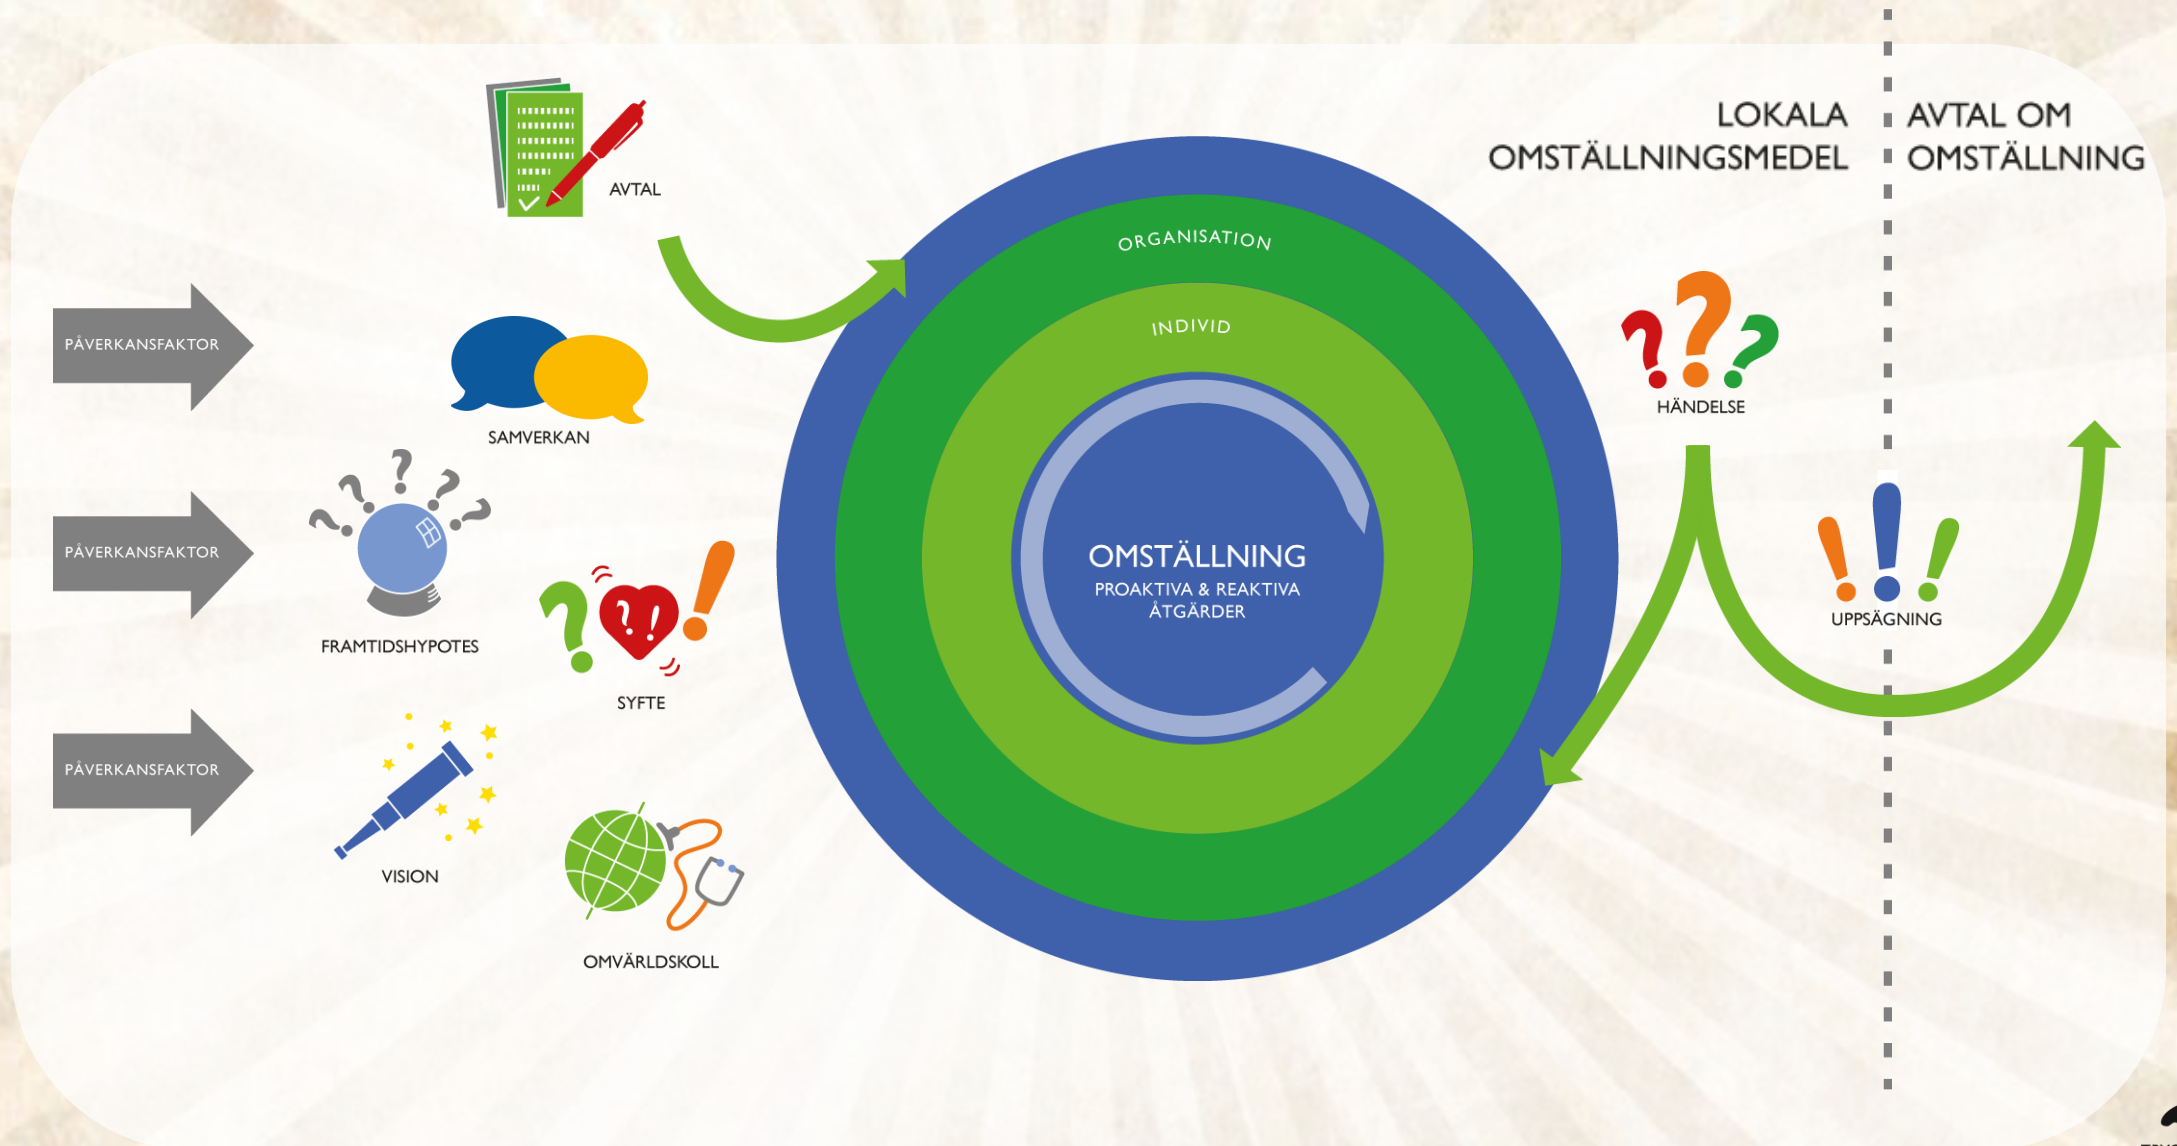 LOKALA
OMSTÄLLNINGSMEDEL
AVTAL OM
OMSTÄLLNING
AVTAL
ORGANISATION
INDIVID
PÅVERKANSFAKTOR
SAMVERKAN
HÄNDELSE
PÅVERKANSFAKTOR
OMSTÄLLNING
PROAKTIVA & REAKTIVA
ÅTGÄRDER
UPPSÄGNING
FRAMTIDSHYPOTES
SYFTE
PÅVERKANSFAKTOR
VISION
OMVÄRLDSKOLL